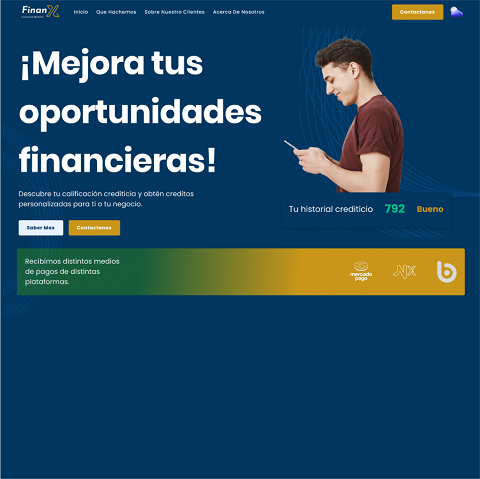 FinanX
Inicio
Que Hachemos
Sobre Nuestro Clientes
Acerca De Nosotros
Contactanos
¡Mejora tus
oportunidades
financieras!
Descubre tu calificación crediticia y obtén creditos
personalizadas para ti o tu negocio.
Saber Mas
Contactanos
Tu historial crediticio 792 Bueno
Recibimos distintos medios
de pagos de distintas
plataformas.
mercado
pago